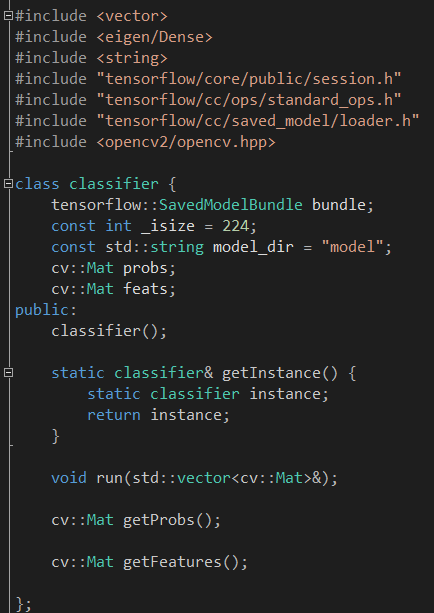 #include <vector>
#include <eigen/Dense>
#include <string>
#include "tensorflow/core/public/session.h"
#include "tensorflow/cc/ops/standard_ops.h"
#include "tensorflow/cc/saved_model/loader.h"
#include <opencv2/opencv.hpp>
class classifier {
tensorflow::SavedModelBundle bundle;
const int _isize = 224;
const std::string model_dir = "model";
cv::Mat probs;
cv::Mat feats;
public:
classifier();
static classifier& getInstance() {
static classifier instance;
return instance;
}
void run(std::vector<cv::Mat>&);
cv::Mat getProbs();
cv::Mat getFeatures();
};